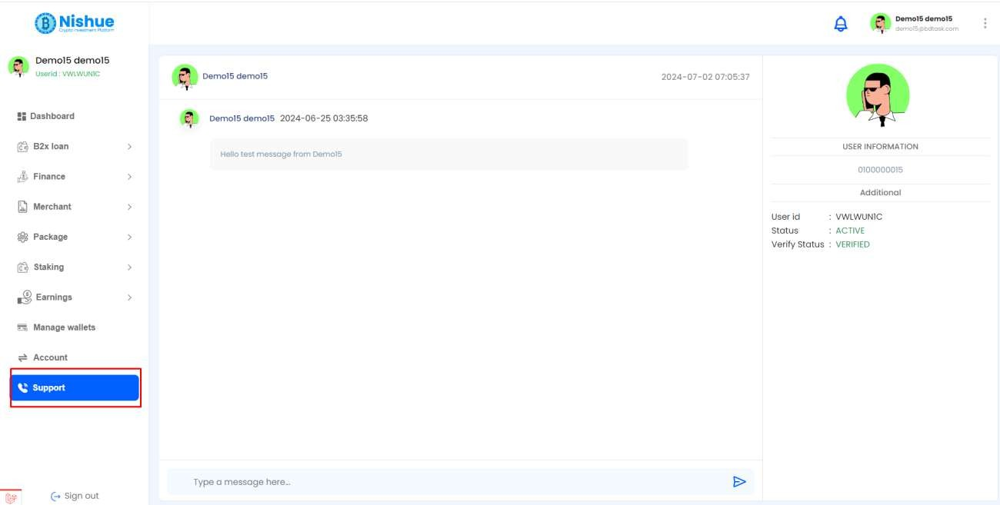 Nishue
Crypto Investment Platform
Demo15 demo15
demo15@bdtask.com
Demo15 demo15
Userid : VWLWUN1C
Dashboard
B2x loan
Finance
Merchant
Package
Staking
Earnings
Manage wallets
Account
Support
Sign out
Demo15 demo15
2024-07-02 07:05:37
Demo15 demo15 2024-06-25 03:35:58
Hello test message from Demo15
Type a message here...
USER INFORMATION
0100000015
Additional
User id : VWLWUN1C
Status : ACTIVE
Verify Status : VERIFIED